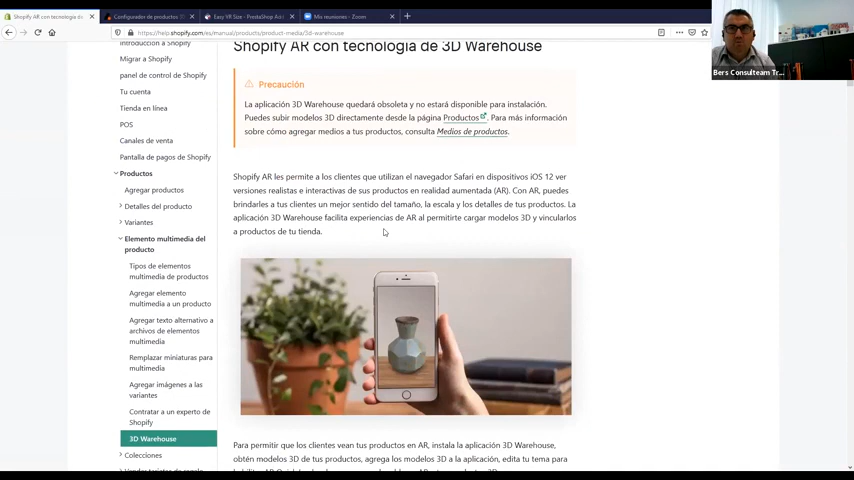 Shopify AR con tecnología de
Configurador de productos 3D
Easy VR Size - PrestaShop Ad
Mis reuniones - Zoom
https://help.shopify.com/es/manual/products/product-media/3d-warehouse
Bers Consulteam Tr...
Introducción a Shopify
Migrar a Shopify
panel de control de Shopify
Tu cuenta
Tienda en línea
POS
Canales de venta
Pantalla de pagos de Shopify
Productos
Agregar productos
Detalles del producto
Variantes
Elemento multimedia del
producto
Tipos de elementos
multimedia de productos
Agregar elemento
multimedia a un producto
Agregar texto alternativo a
archivos de elementos
multimedia
Remplazar miniaturas para
multimedia
Agregar imágenes a las
variantes
Contratar a un experto de
Shopify
3D Warehouse
Colecciones
Shopify AR con tecnología de 3D Warehouse
Precaución
La aplicación 3D Warehouse quedará obsoleta y no estará disponible para instalación.
Puedes subir modelos 3D directamente desde la página Productos. Para más información
sobre cómo agregar medios a tus productos, consulta Medios de productos.
Shopify AR les permite a los clientes que utilizan el navegador Safari en dispositivos iOS 12 ver
versiones realistas e interactivas de sus productos en realidad aumentada (AR). Con AR, puedes
brindarles a tus clientes un mejor sentido del tamaño, la escala y los detalles de tus productos. La
aplicación 3D Warehouse facilita experiencias de AR al permitirte cargar modelos 3D y vincularlos
a productos de tu tienda.
Para permitir que los clientes vean tus productos en AR, instala la aplicación 3D Warehouse,
obtén modelos 3D de tus productos, agrega los modelos 3D a la aplicación, edita tu tema para